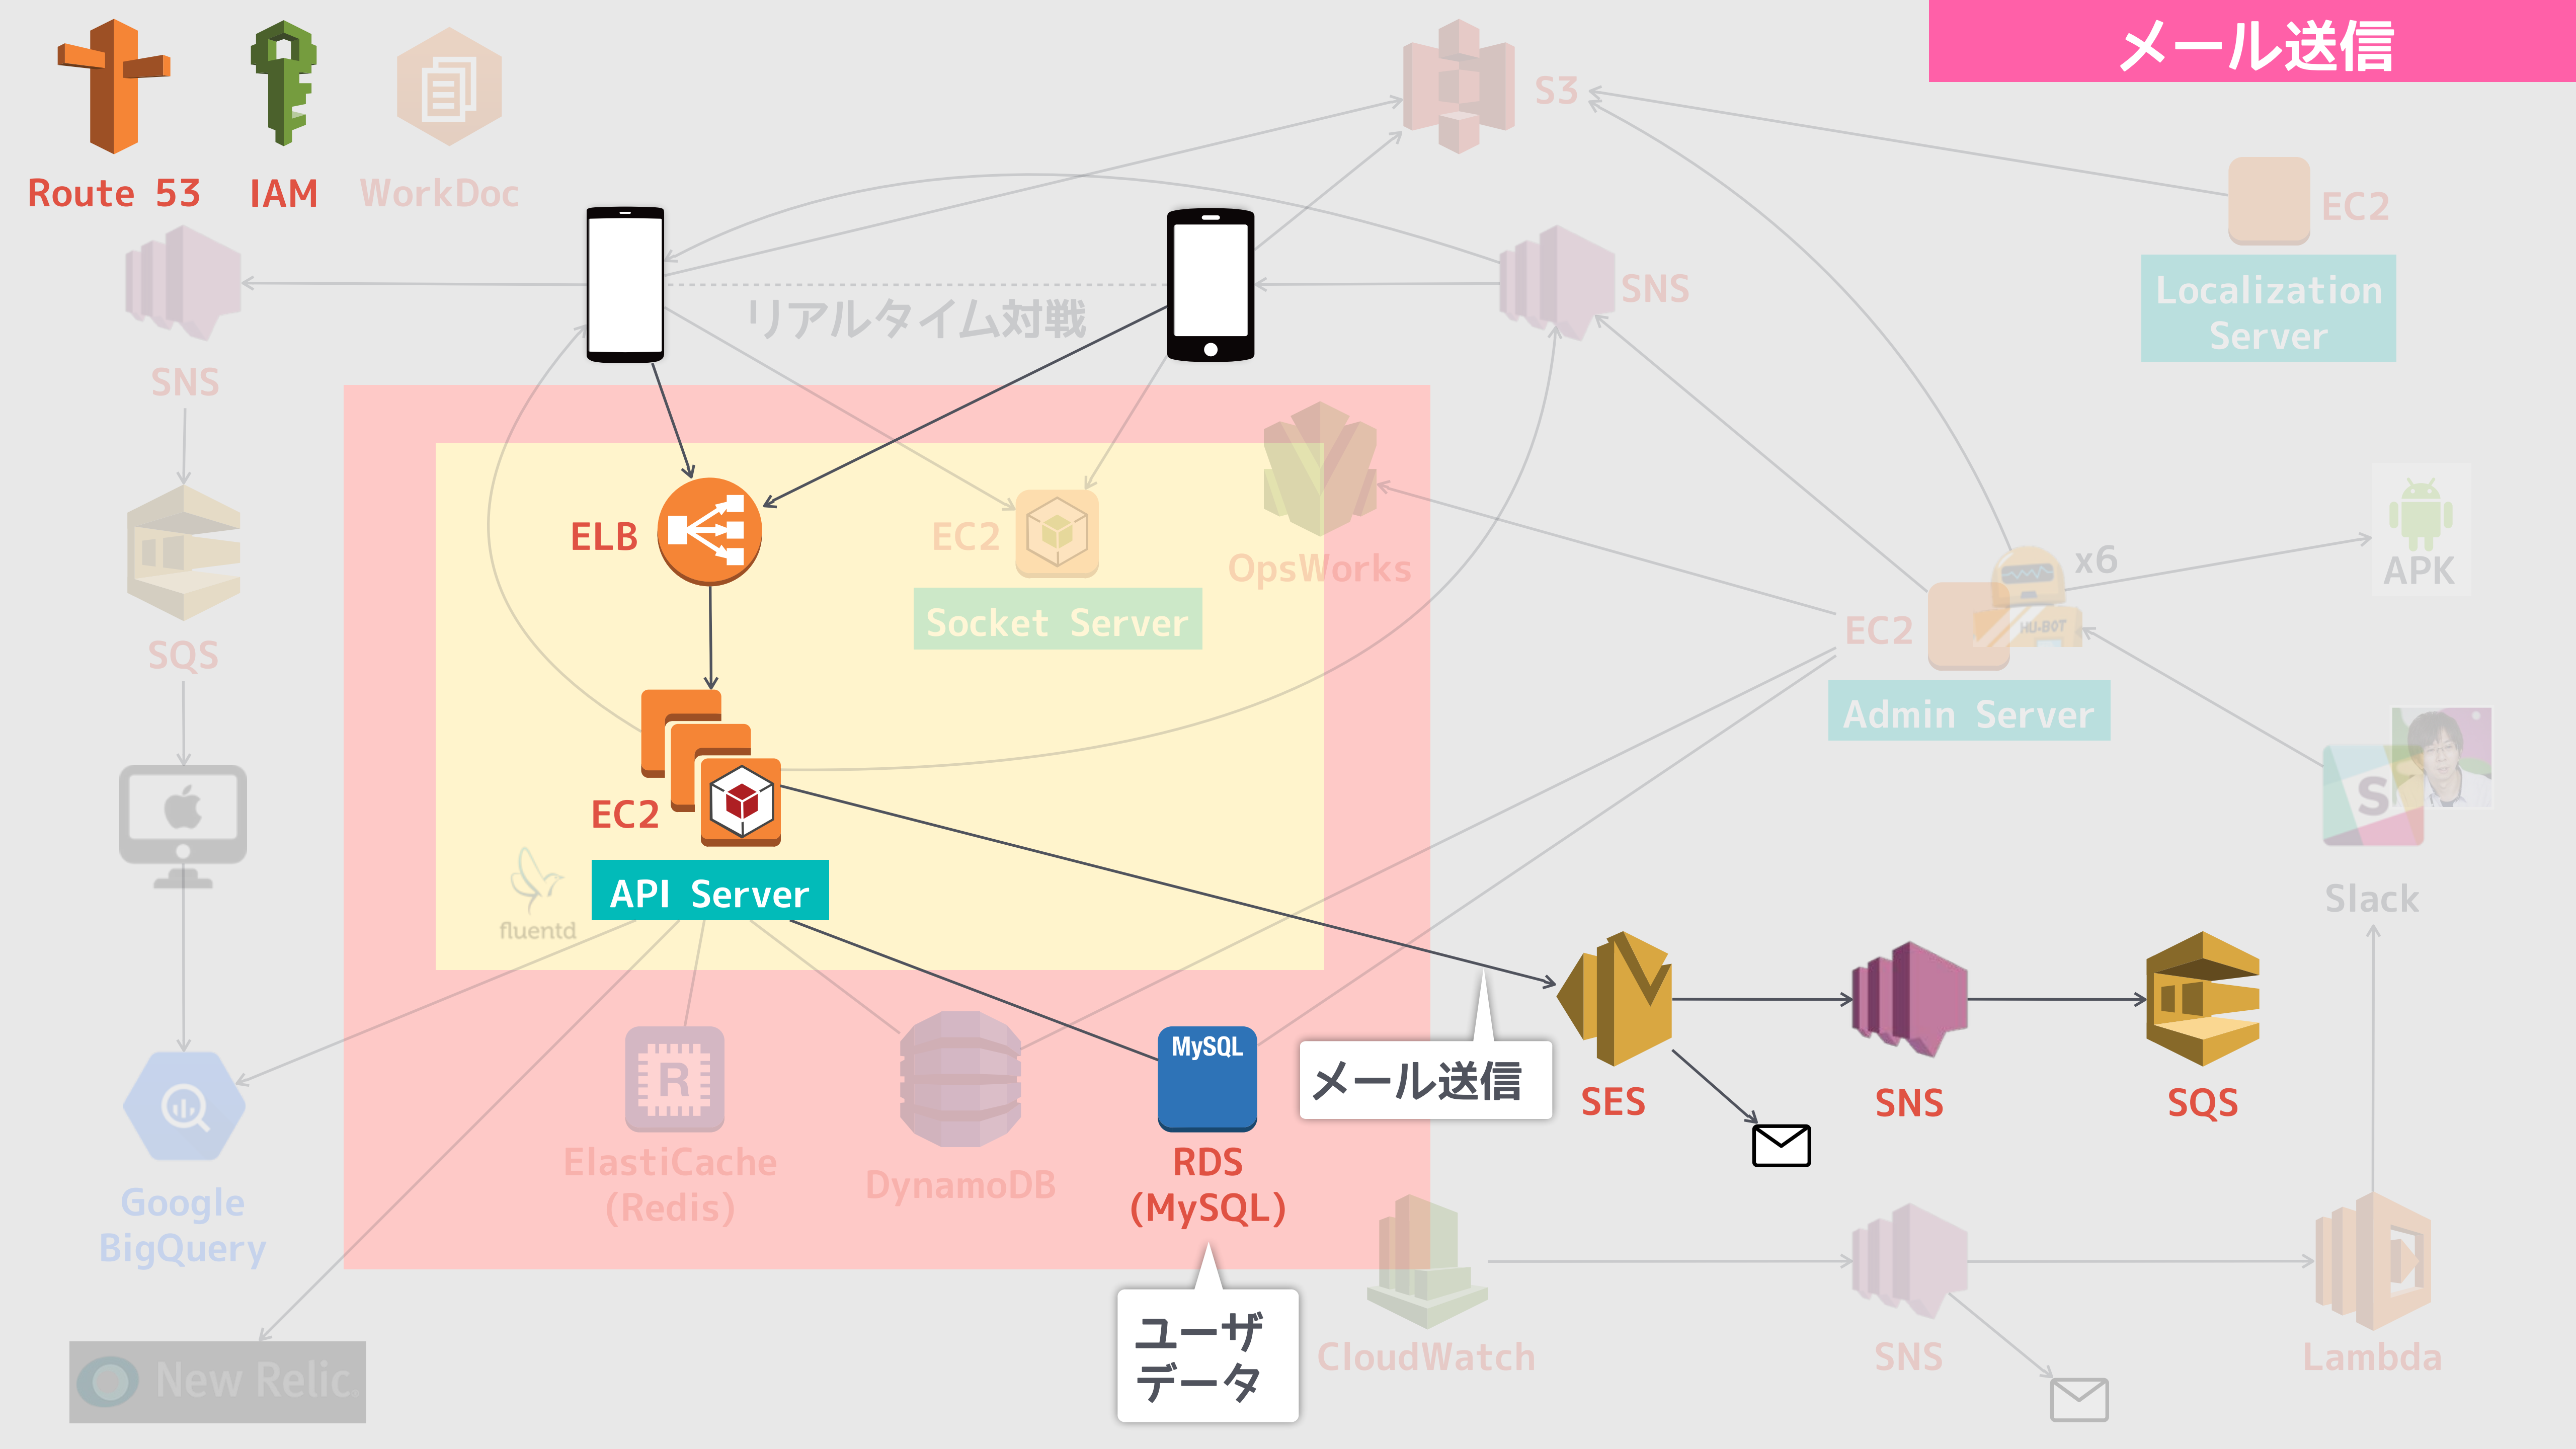 メール送信
Route 53
IAM
WorkDoc
S3
EC2
Localization
Server
SNS
リアルタイム対戦
SNS
SQS
ELB
EC2
Socket Server
OpsWorks
x6
HU-BOT
EC2
Admin Server
APK
EC2
API Server
fluentd
S
Slack
Google
BigQuery
R
ElastiCache
(Redis)
DynamoDB
MySQL
RDS
(MySQL)
メール送信
SES
SNS
SQS
ユーザ
データ
CloudWatch
SNS
Lambda
New Relic.